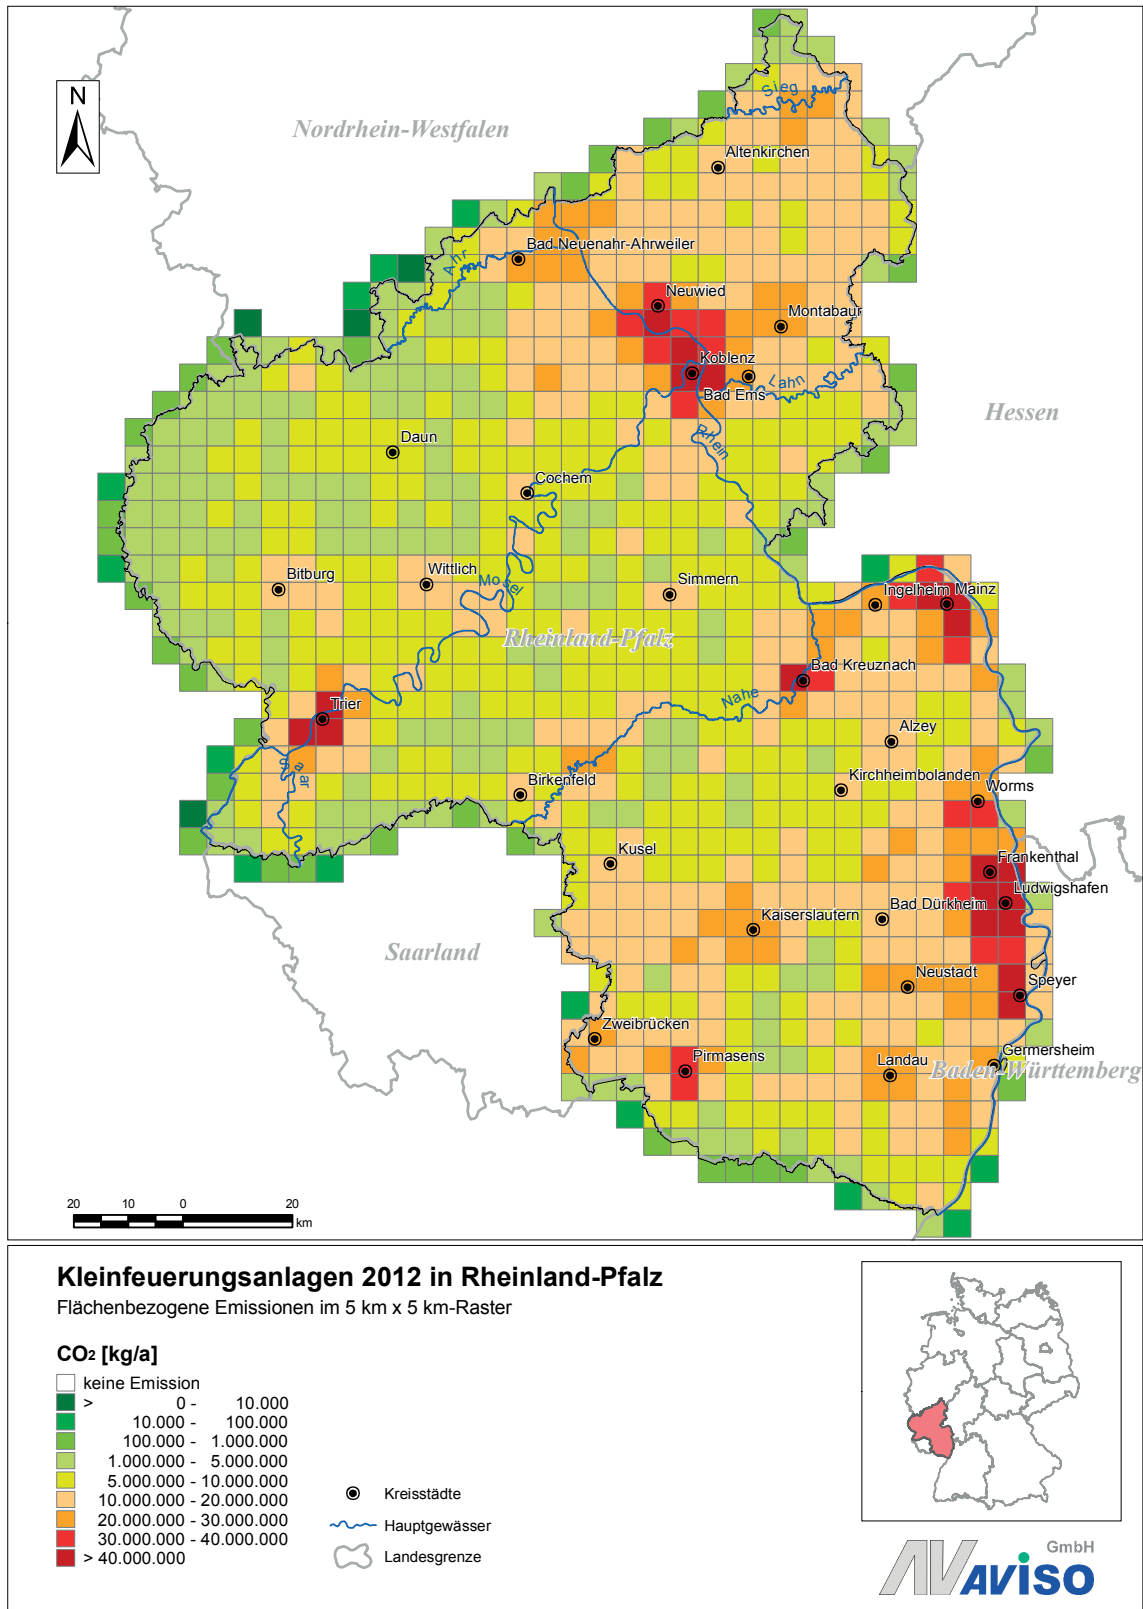 N
Nordrhein-Westfalen
Sieg
Altenkirchen
Ahr
Bad Neuenahr-Ahrweiler
Neuwied
Montabaur
Koblenz
Lahn
Bad Ems
Hessen
Rhein
Daun
Cochem
Bitburg
Wittlich
Mosel
Simmern
Ingelheim
Mainz
Rheinland-Pfalz
Bad Kreuznach
Nahe
Trier
Alzey
Saar
Birkenfeld
Kirchheimbolanden
Worms
Kusel
Frankenthal
Ludwigshafen
Kaiserslautern
Bad Dürkheim
Saarland
Neustadt
Speyer
Zweibrücken
Pirmasens
Landau
Germersheim
Baden-Württemberg
20 10 0 20
km
Kleinfeuerungsanlagen 2012 in Rheinland-Pfalz
Flächenbezogene Emissionen im 5 km x 5 km-Raster
CO2 [kg/a]
keine Emission
> 0 - 10.000
10.000 - 100.000
100.000 - 1.000.000
1.000.000 - 5.000.000
5.000.000 - 10.000.000
10.000.000 - 20.000.000
20.000.000 - 30.000.000
30.000.000 - 40.000.000
> 40.000.000
Kreisstädte
Hauptgewässer
Landesgrenze
GmbH
AVISO